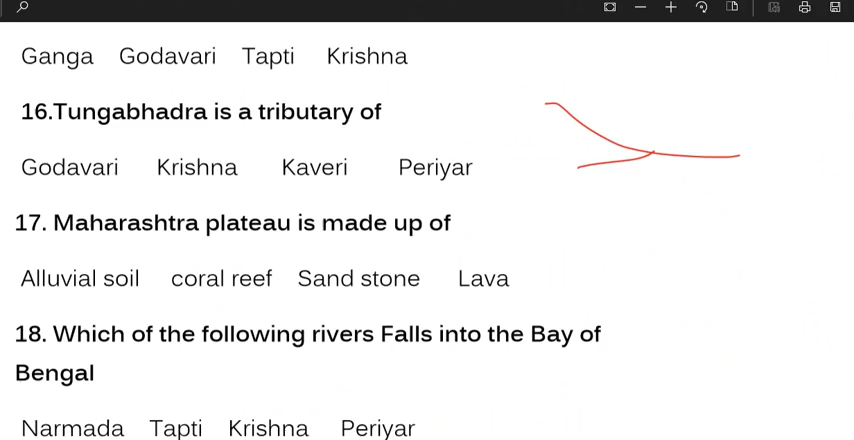 Ganga Godavari Tapti Krishna
16.Tungabhadra is a tributary of
Godavari Krishna Kaveri Periyar
17. Maharashtra plateau is made up of
Alluvial soil coral reef Sand stone Lava
18. Which of the following rivers Falls into the Bay of
Bengal
Narmada Tapti Krishna Periyar